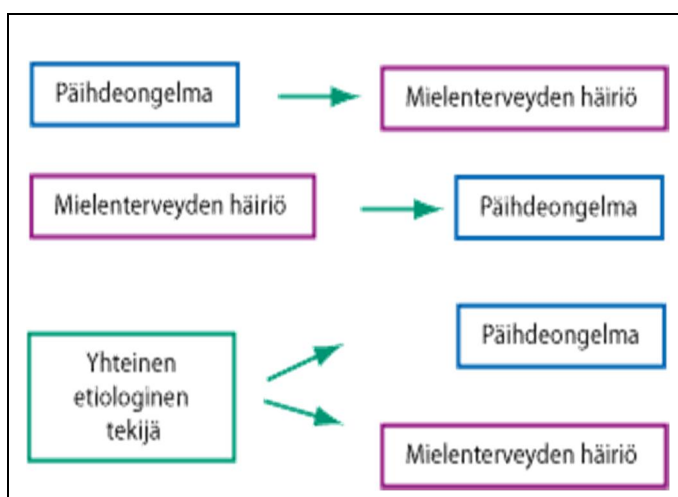 Päihdeongelma
Mielenterveyden häiriö
Mielenterveyden häiriö
Päihdeongelma
Yhteinen
etiologinen
tekijä
Päihdeongelma
Mielenterveyden häiriö